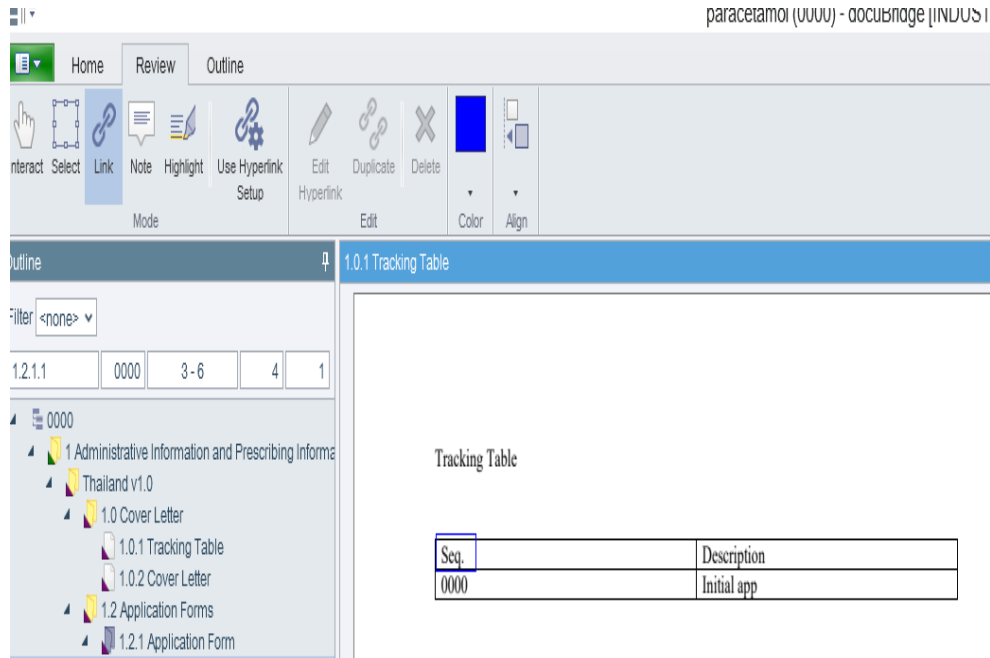 paracetamol (0000) - docuBridge [INDUST
Home Review Outline
nteract Select Link Note Highlight Use Hyperlink Setup Edit Hyperlink Duplicate Delete
Mode Edit Color Align
Outline
1.0.1 Tracking Table
Filter <none>
1.2.1.1 0000 3 - 6 4 1
0000
1 Administrative Information and Prescribing Informa
Thailand v1.0
1.0 Cover Letter
1.0.1 Tracking Table
1.0.2 Cover Letter
1.2 Application Forms
1.2.1 Application Form
Tracking Table
Seq. Description
0000 Initial app